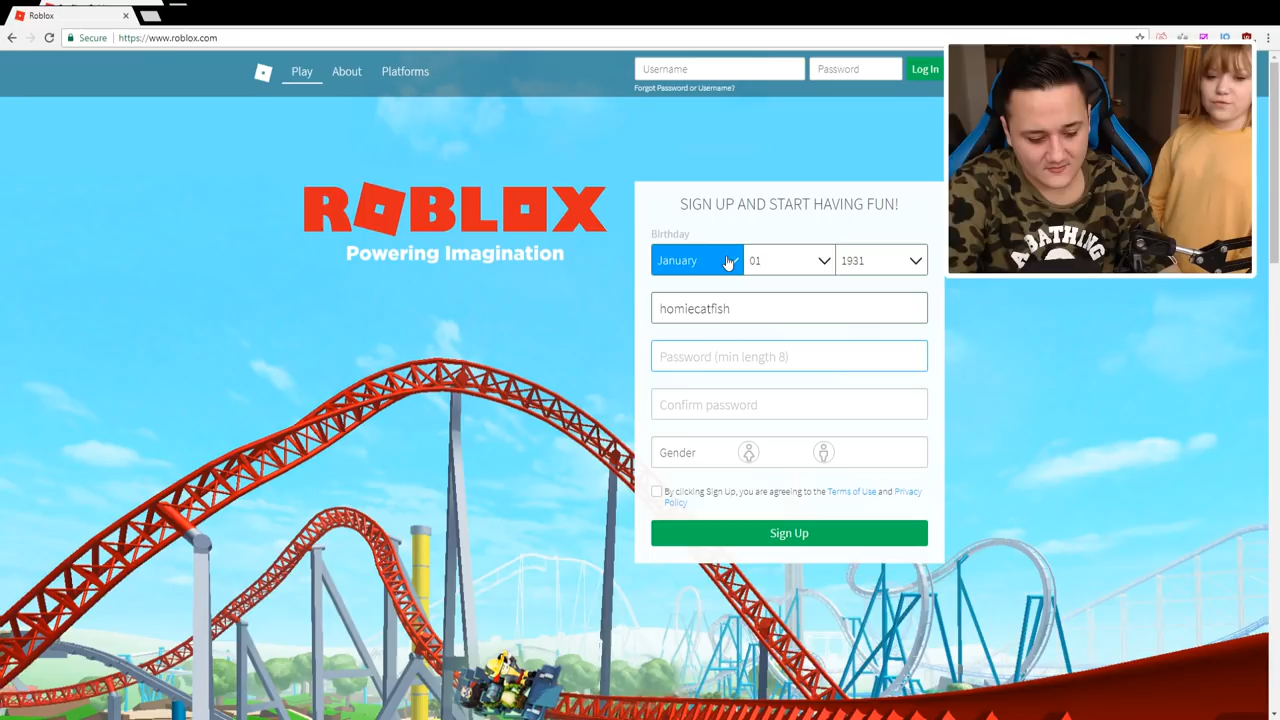 Roblox
Secure
https://www.roblox.com
Play
About
Platforms
Username
Password
Log In
Forgot Password or Username?
ROBLOX
Powering Imagination
SIGN UP AND START HAVING FUN!
Birthday
January
01
1931
homiecatfish
Password (min length 8)
Confirm password
Gender
By clicking Sign Up, you are agreeing to the Terms of Use and Privacy
Policy
Sign Up
A BATHING